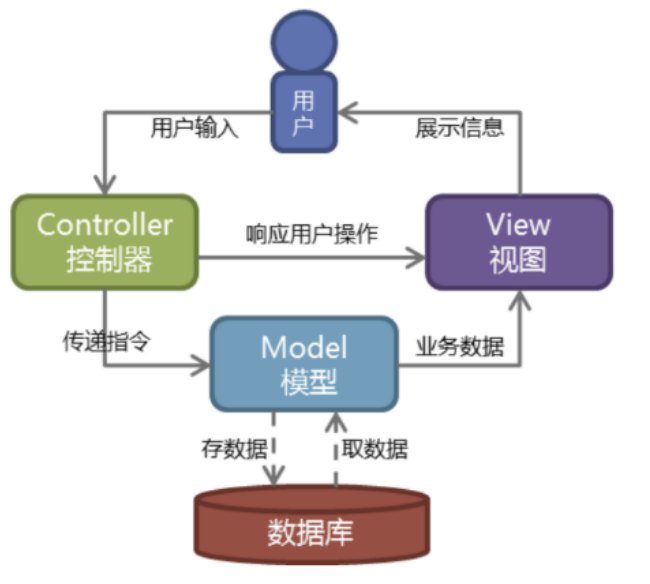 用
户
用户输入
展示信息
Controller
控制器
响应用户操作
View
视图
传递指令
Model
模型
业务数据
存数据
取数据
数据库